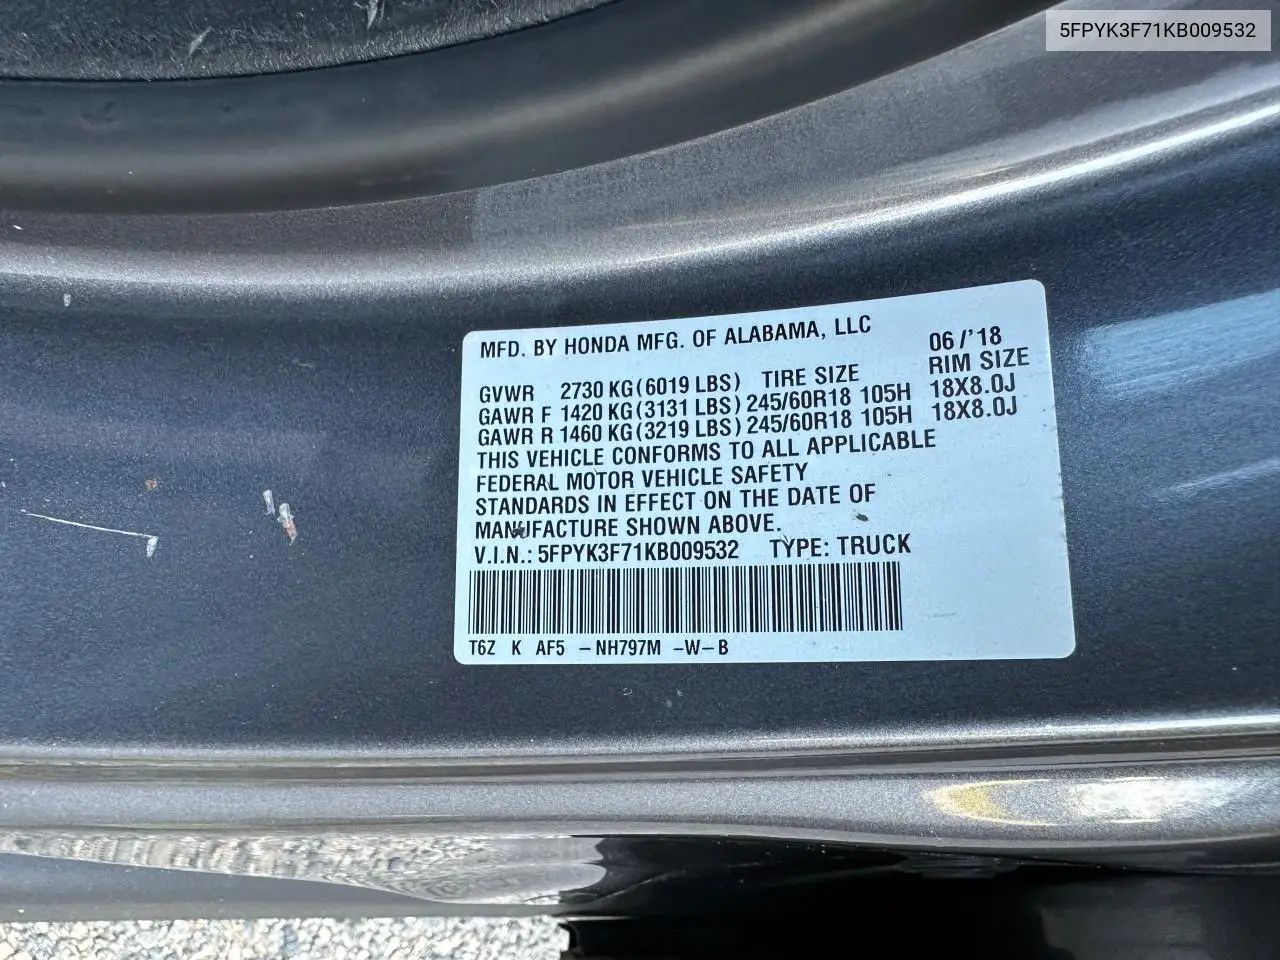 5FPYK3F71KB009532
MFD. BY HONDA MFG. OF ALABAMA, LLC 06/'18
GVWR 2730 KG(6019 LBS) TIRE SIZE RIM SIZE
GAWR F 1420 KG(3131 LBS) 245/60R18 105H 18X8.0J
GAWR R 1460 KG(3219 LBS) 245/60R18 105H 18X8.0J
THIS VEHICLE CONFORMS TO ALL APPLICABLE
FEDERAL MOTOR VEHICLE SAFETY
STANDARDS IN EFFECT ON THE DATE OF
MANUFACTURE SHOWN ABOVE.
V.I.N.: 5FPYK3F71KB009532 TYPE: TRUCK
T6Z K AF5 -NH797M -W-B